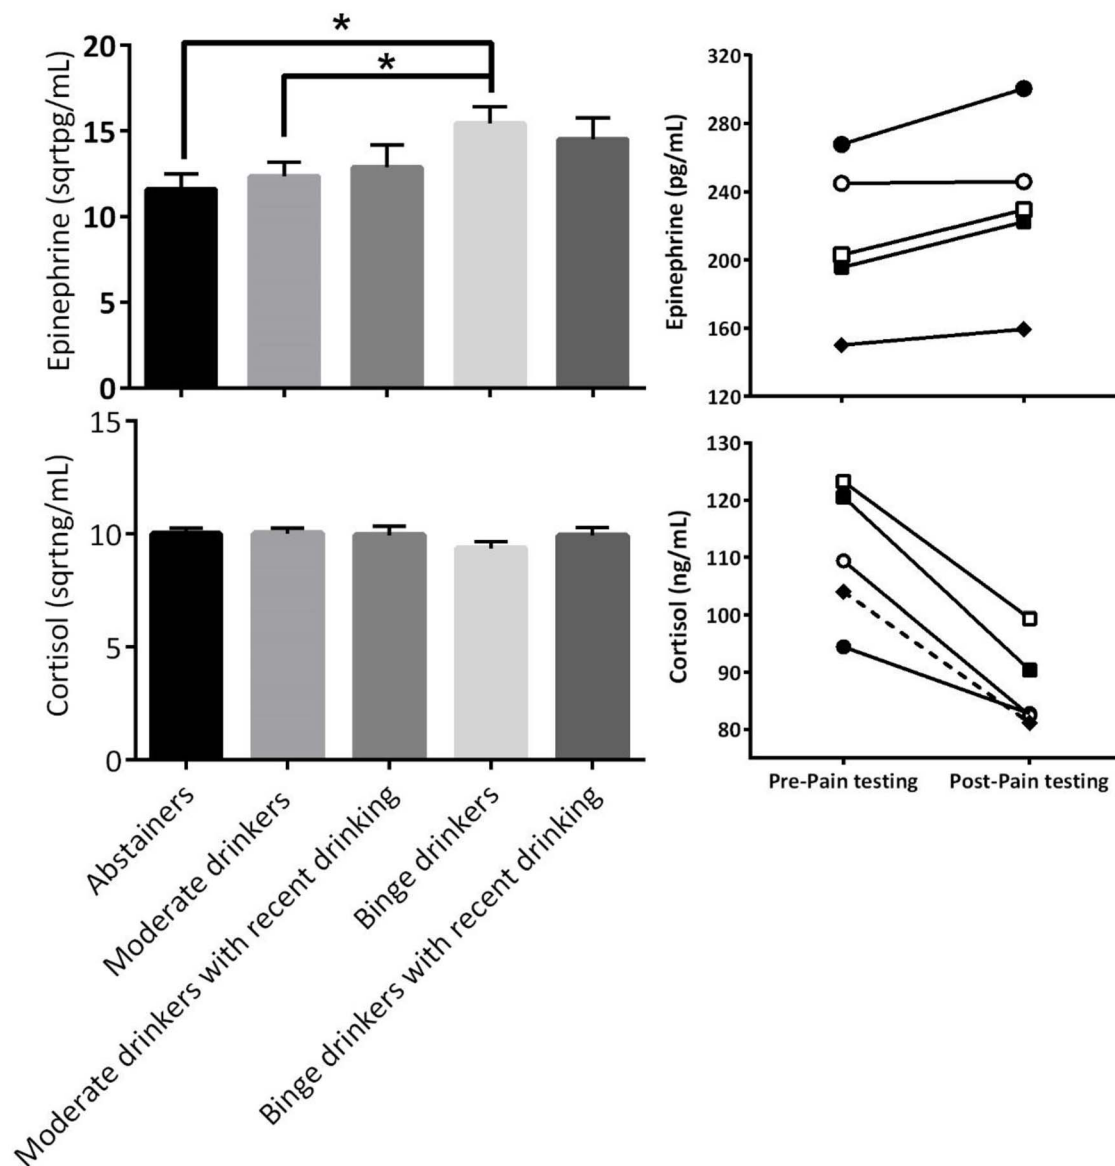 *
*
Epinephrine (sqrtpg/mL)
20
15
10
5
0
Epinephrine (pg/mL)
320
280
240
200
160
120
Cortisol (sqrtng/mL)
15
10
5
0
Abstainers
Moderate drinkers
Moderate drinkers with recent drinking
Binge drinkers
Binge drinkers with recent drinking
Cortisol (ng/mL)
130
120
110
100
90
80
Pre-Pain testing
Post-Pain testing